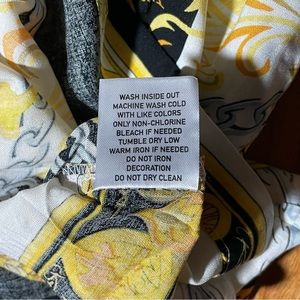 WASH INSIDE OUT
MACHINE WASH COLD
WITH LIKE COLORS
ONLY NON-CHLORINE
BLEACH IF NEEDED
TUMBLE DRY LOW
WARM IRON IF NEEDED
DO NOT IRON
DECORATION
DO NOT DRY CLEAN